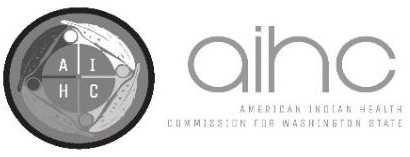 A I
H C
aihc
AMERICAN INDIAN HEALTH
COMMISSION FOR WASHINGTON STATE